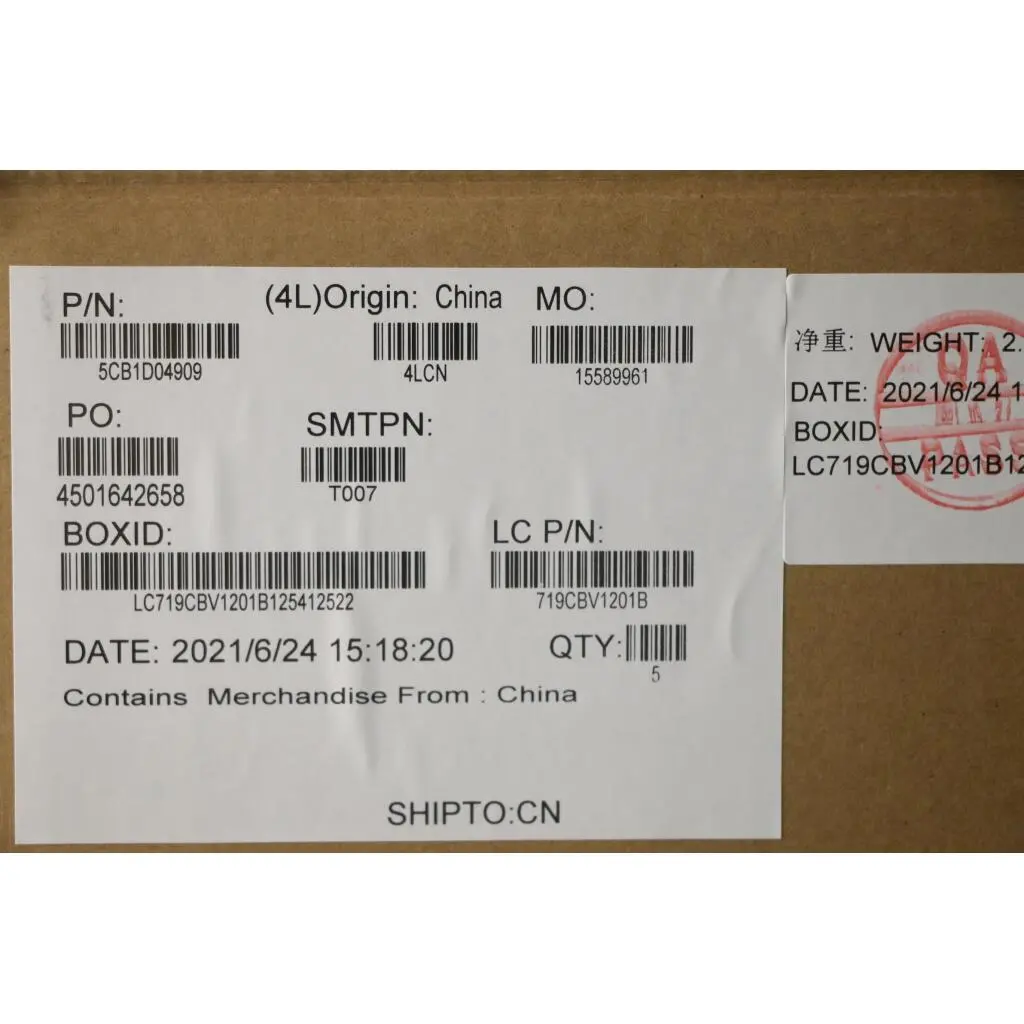 P/N: (4L)Origin: China MO:
5CB1D04909 4LCN 15589961
PO: SMTPN:
4501642658 T007
BOXID: LC P/N:
LC719CBV1201B125412522 719CBV1201B
DATE: 2021/6/24 15:18:20 QTY:
5
Contains Merchandise From : China
SHIPTO:CN
净重: WEIGHT: 2.
DATE: 2021/6/24 1
BOXID:
LC719CBV1201B12
QA
PASS